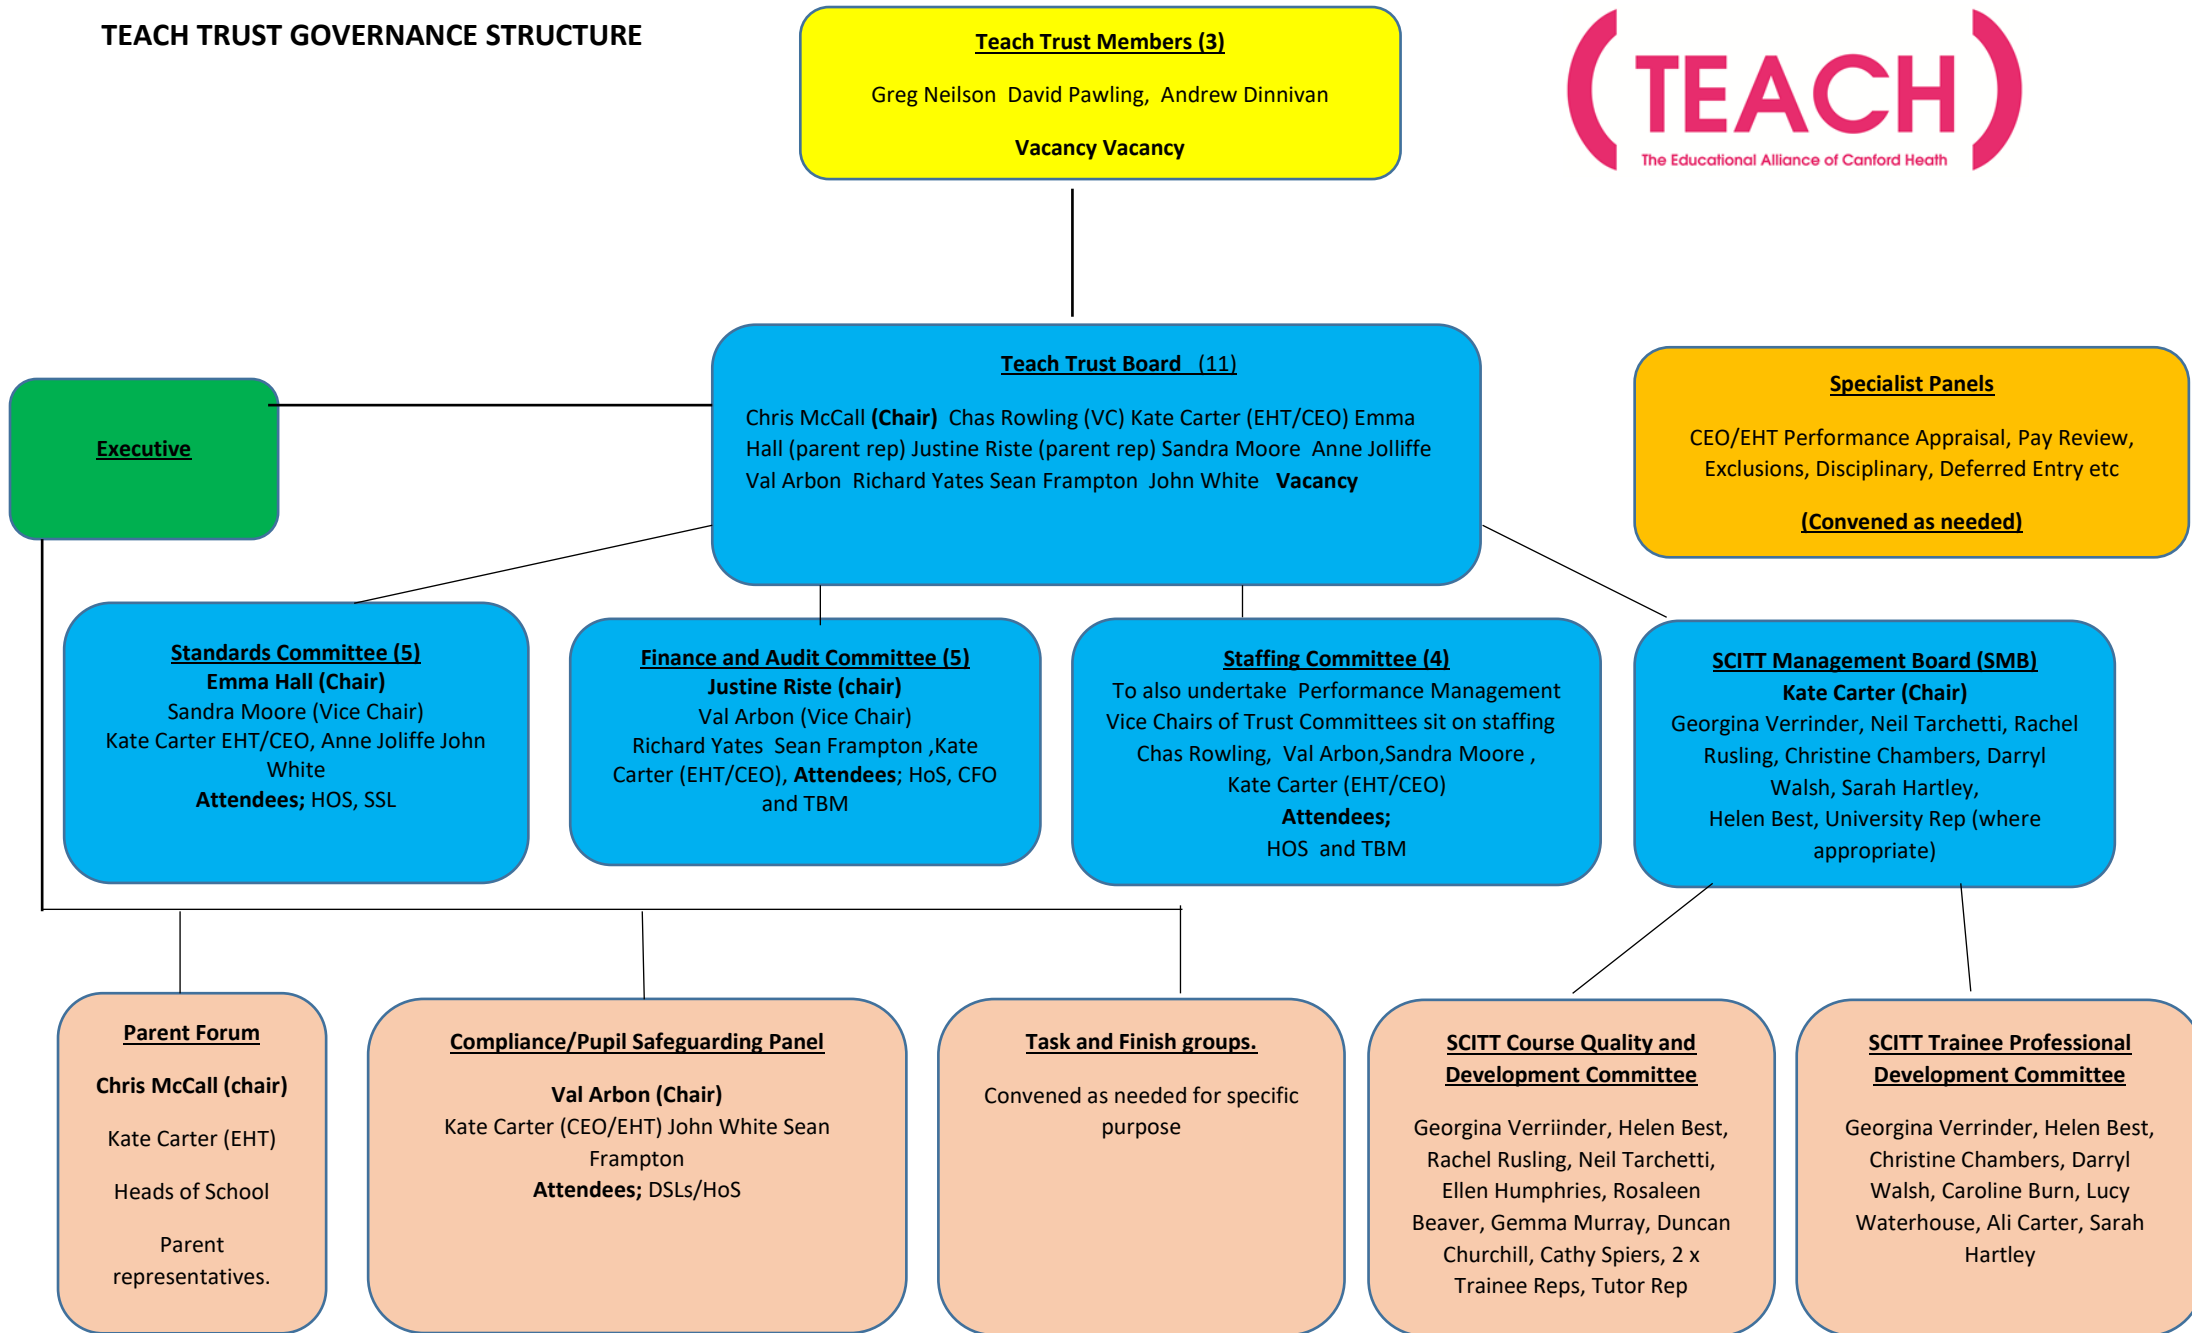 TEACH TRUST GOVERNANCE STRUCTURE
Teach Trust Members (3)
Greg Neilson  David Pawling,  Andrew Dinnivan
Vacancy Vacancy
(TEACH)
The Educational Alliance of Canford Heath
Teach Trust Board   (11)
Chris McCall (Chair)  Chas Rowling (VC) Kate Carter (EHT/CEO) Emma
Hall (parent rep) Justine Riste (parent rep) Sandra Moore  Anne Jolliffe
Val Arbon  Richard Yates Sean Frampton  John White   Vacancy
Executive
Specialist Panels
CEO/EHT Performance Appraisal, Pay Review,
Exclusions, Disciplinary, Deferred Entry etc
(Convened as needed)
Standards Committee (5)
Emma Hall (Chair)
Sandra Moore (Vice Chair)
Kate Carter EHT/CEO, Anne Joliffe John
White
Attendees; HOS, SSL
Finance and Audit Committee (5)
Justine Riste (chair)
Val Arbon (Vice Chair)
Richard Yates  Sean Frampton ,Kate
Carter (EHT/CEO), Attendees; HoS, CFO
and TBM
Staffing Committee (4)
To also undertake  Performance Management
Vice Chairs of Trust Committees sit on staffing
Chas Rowling,  Val Arbon,Sandra Moore ,
Kate Carter (EHT/CEO)
Attendees;
HOS  and TBM
SCITT Management Board (SMB)
Kate Carter (Chair)
Georgina Verrinder, Neil Tarchetti, Rachel
Rusling, Christine Chambers, Darryl
Walsh, Sarah Hartley,
Helen Best, University Rep (where
appropriate)
Parent Forum
Chris McCall (chair)
Kate Carter (EHT)
Heads of School
Parent
representatives.
Compliance/Pupil Safeguarding Panel
Val Arbon (Chair)
Kate Carter (CEO/EHT) John White Sean
Frampton
Attendees; DSLs/HoS
Task and Finish groups.
Convened as needed for specific
purpose
SCITT Course Quality and
Development Committee
Georgina Verriinder, Helen Best,
Rachel Rusling, Neil Tarchetti,
Ellen Humphries, Rosaleen
Beaver, Gemma Murray, Duncan
Churchill, Cathy Spiers, 2 x
Trainee Reps, Tutor Rep
SCITT Trainee Professional
Development Committee
Georgina Verrinder, Helen Best,
Christine Chambers, Darryl
Walsh, Caroline Burn, Lucy
Waterhouse, Ali Carter, Sarah
Hartley